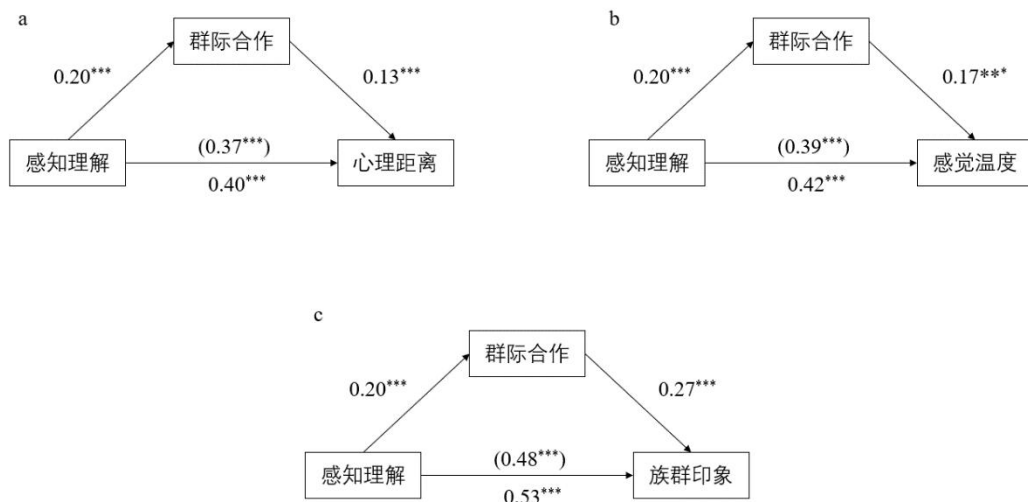 a
群际合作
0.20***
0.13***
感知理解
(0.37***)
心理距离
0.40***
b
群际合作
0.20***
0.17***
感知理解
(0.39***)
感觉温度
0.42***
c
群际合作
0.20***
0.27***
感知理解
(0.48***)
族群印象
0.53***